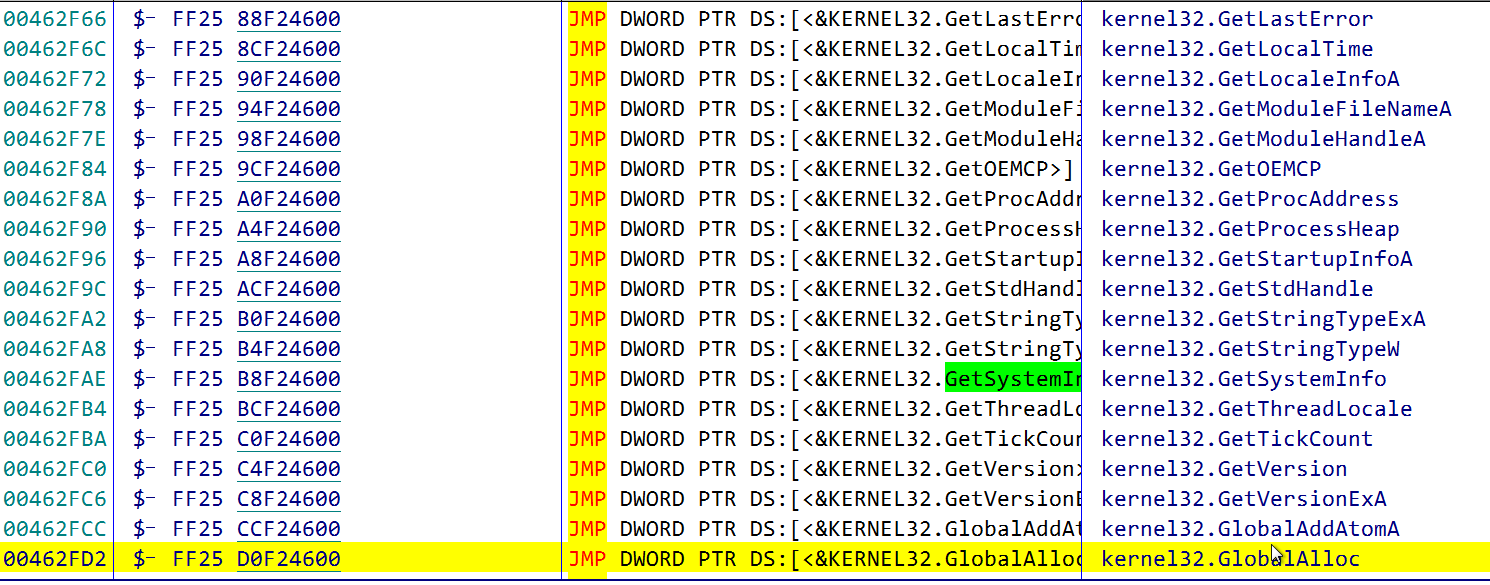 00462F66 $- FF25 88F24600 JMP DWORD PTR DS:[<&KERNEL32.GetLastErro kernel32.GetLastError
00462F6C $- FF25 8CF24600 JMP DWORD PTR DS:[<&KERNEL32.GetLocalTim kernel32.GetLocalTime
00462F72 $- FF25 90F24600 JMP DWORD PTR DS:[<&KERNEL32.GetLocaleIn kernel32.GetLocaleInfoA
00462F78 $- FF25 94F24600 JMP DWORD PTR DS:[<&KERNEL32.GetModuleFi kernel32.GetModuleFileNameA
00462F7E $- FF25 98F24600 JMP DWORD PTR DS:[<&KERNEL32.GetModuleHa kernel32.GetModuleHandleA
00462F84 $- FF25 9CF24600 JMP DWORD PTR DS:[<&KERNEL32.GetOEMCP>] kernel32.GetOEMCP
00462F8A $- FF25 A0F24600 JMP DWORD PTR DS:[<&KERNEL32.GetProcAddr kernel32.GetProcAddress
00462F90 $- FF25 A4F24600 JMP DWORD PTR DS:[<&KERNEL32.GetProcessH kernel32.GetProcessHeap
00462F96 $- FF25 A8F24600 JMP DWORD PTR DS:[<&KERNEL32.GetStartupI kernel32.GetStartupInfoA
00462F9C $- FF25 ACF24600 JMP DWORD PTR DS:[<&KERNEL32.GetStdHandl kernel32.GetStdHandle
00462FA2 $- FF25 B0F24600 JMP DWORD PTR DS:[<&KERNEL32.GetStringTy kernel32.GetStringTypeExA
00462FA8 $- FF25 B4F24600 JMP DWORD PTR DS:[<&KERNEL32.GetStringTy kernel32.GetStringTypeW
00462FAE $- FF25 B8F24600 JMP DWORD PTR DS:[<&KERNEL32.GetSystemIn kernel32.GetSystemInfo
00462FB4 $- FF25 BCF24600 JMP DWORD PTR DS:[<&KERNEL32.GetThreadLo kernel32.GetThreadLocale
00462FBA $- FF25 C0F24600 JMP DWORD PTR DS:[<&KERNEL32.GetTickCoun kernel32.GetTickCount
00462FC0 $- FF25 C4F24600 JMP DWORD PTR DS:[<&KERNEL32.GetVersion> kernel32.GetVersion
00462FC6 $- FF25 C8F24600 JMP DWORD PTR DS:[<&KERNEL32.GetVersionE kernel32.GetVersionExA
00462FCC $- FF25 CCF24600 JMP DWORD PTR DS:[<&KERNEL32.GlobalAddAt kernel32.GlobalAddAtomA
00462FD2 $- FF25 D0F24600 JMP DWORD PTR DS:[<&KERNEL32.GlobalAlloc kernel32.GlobalAlloc